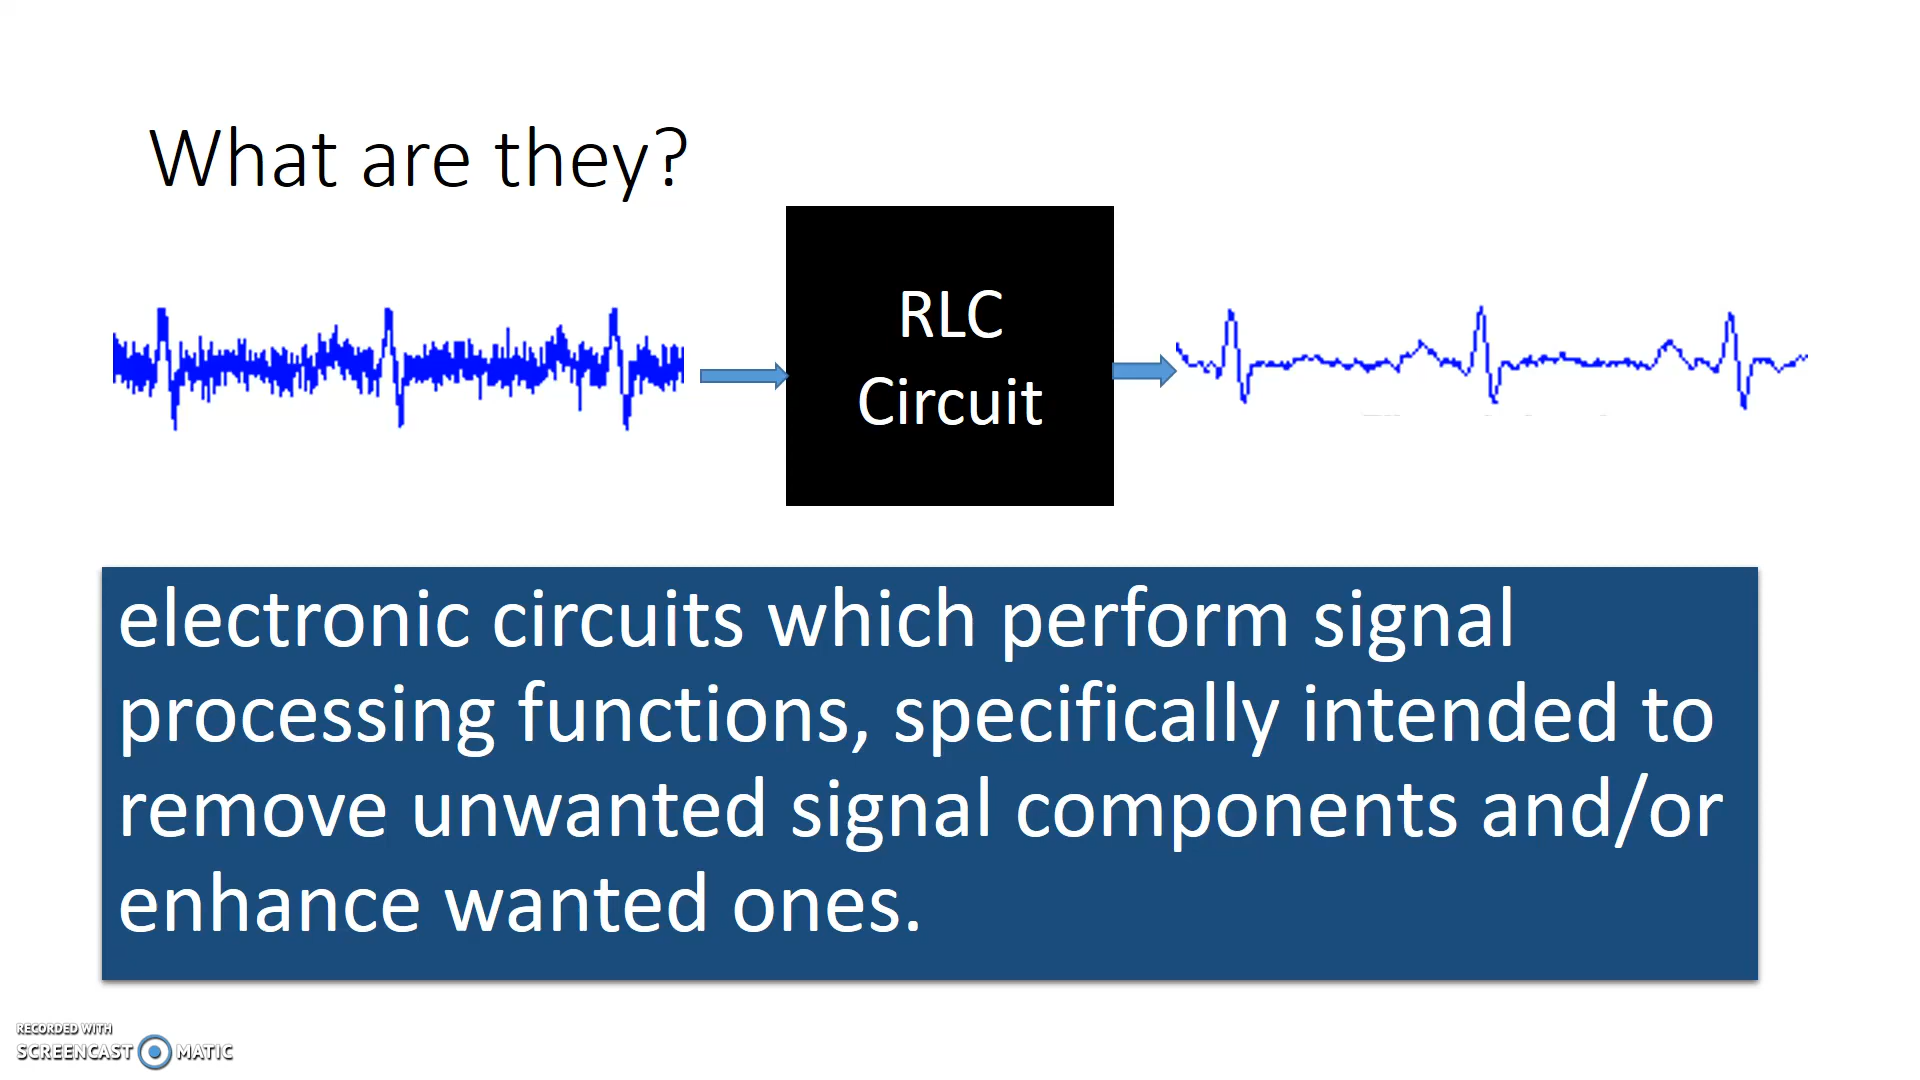 What are they?
RLC
Circuit
electronic circuits which perform signal
processing functions, specifically intended to
remove unwanted signal components and/or
enhance wanted ones.
RECORDED WITH
SCREENCAST MATIC